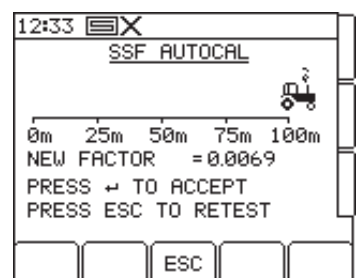 12:33
SSF AUTOCAL
0m 25m 50m 75m 100m
NEW FACTOR =0.0069
PRESS ↵ TO ACCEPT
PRESS ESC TO RETEST
ESC